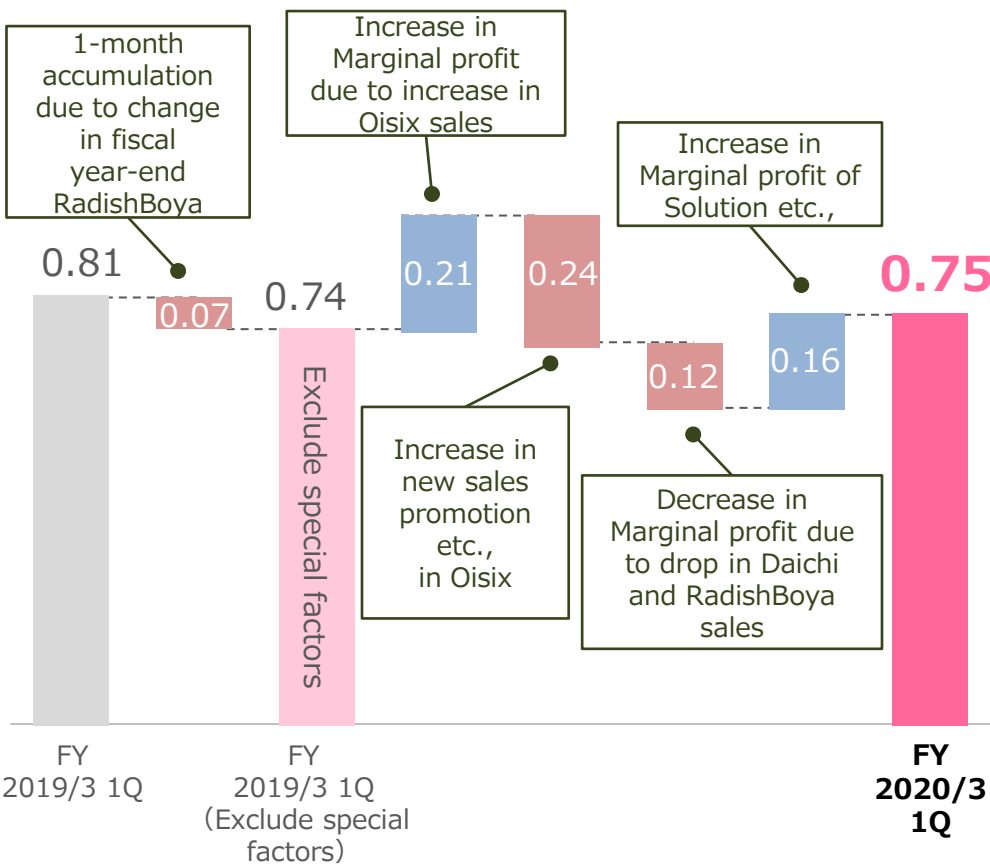 1-month
accumulation
due to change
in fiscal
year-end
RadishBoya
Increase in
Marginal profit
due to increase in
Oisix sales
Increase in
Marginal profit of
Solution etc.,
0.81
0.07
0.74
0.21
0.24
0.12
0.16
0.75
Exclude special factors
Increase in
new sales
promotion
etc.,
in Oisix
Decrease in
Marginal profit due
to drop in Daichi
and RadishBoya
sales
FY
2019/3 1Q
FY
2019/3 1Q
（Exclude special
factors）
FY
2020/3
1Q